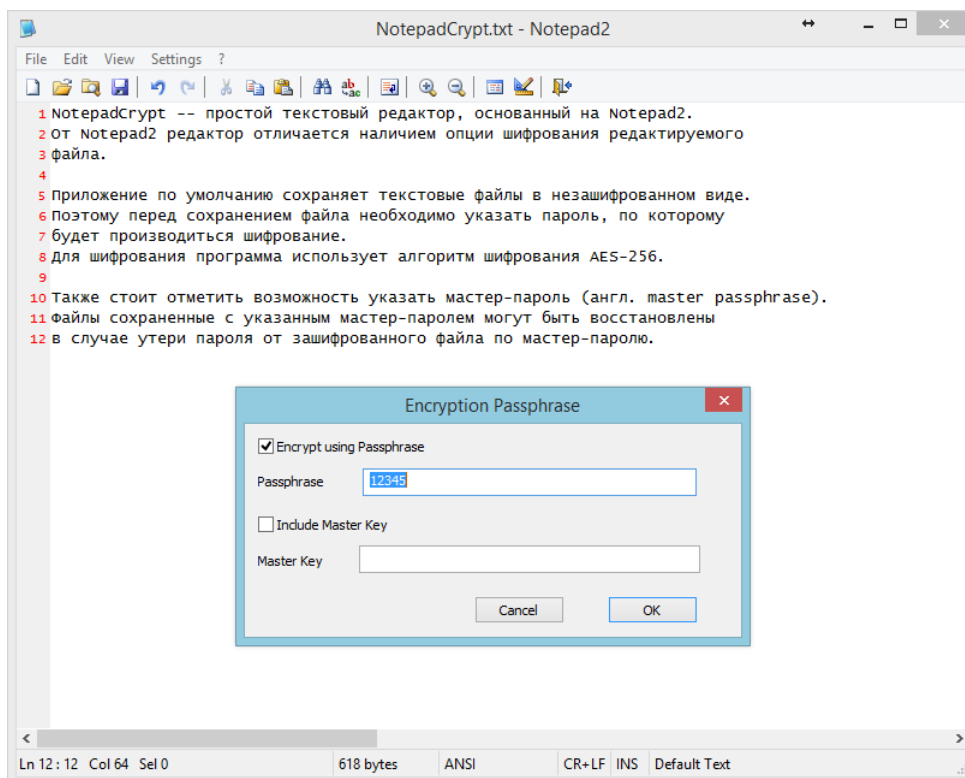 NotepadCrypt.txt - Notepad2
File Edit View Settings ?
1 NotepadCrypt -- простой текстовый редактор, основанный на Notepad2.
2 От Notepad2 редактор отличается наличием опции шифрования редактируемого
3 файла.
4
5 Приложение по умолчанию сохраняет текстовые файлы в незашифрованном виде.
6 Поэтому перед сохранением файла необходимо указать пароль, по которому
7 будет производиться шифрование.
8 Для шифрования программа использует алгоритм шифрования AES-256.
9
10 Также стоит отметить возможность указать мастер-пароль (англ. master passphrase).
11 Файлы сохраненные с указанным мастер-паролем могут быть восстановлены
12 в случае утери пароля от зашифрованного файла по мастер-паролю.
Encryption Passphrase
Encrypt using Passphrase
Passphrase 12345
Include Master Key
Master Key
Cancel OK
Ln 12 : 12 Col 64 Sel 0 618 bytes ANSI CR+LF INS Default Text